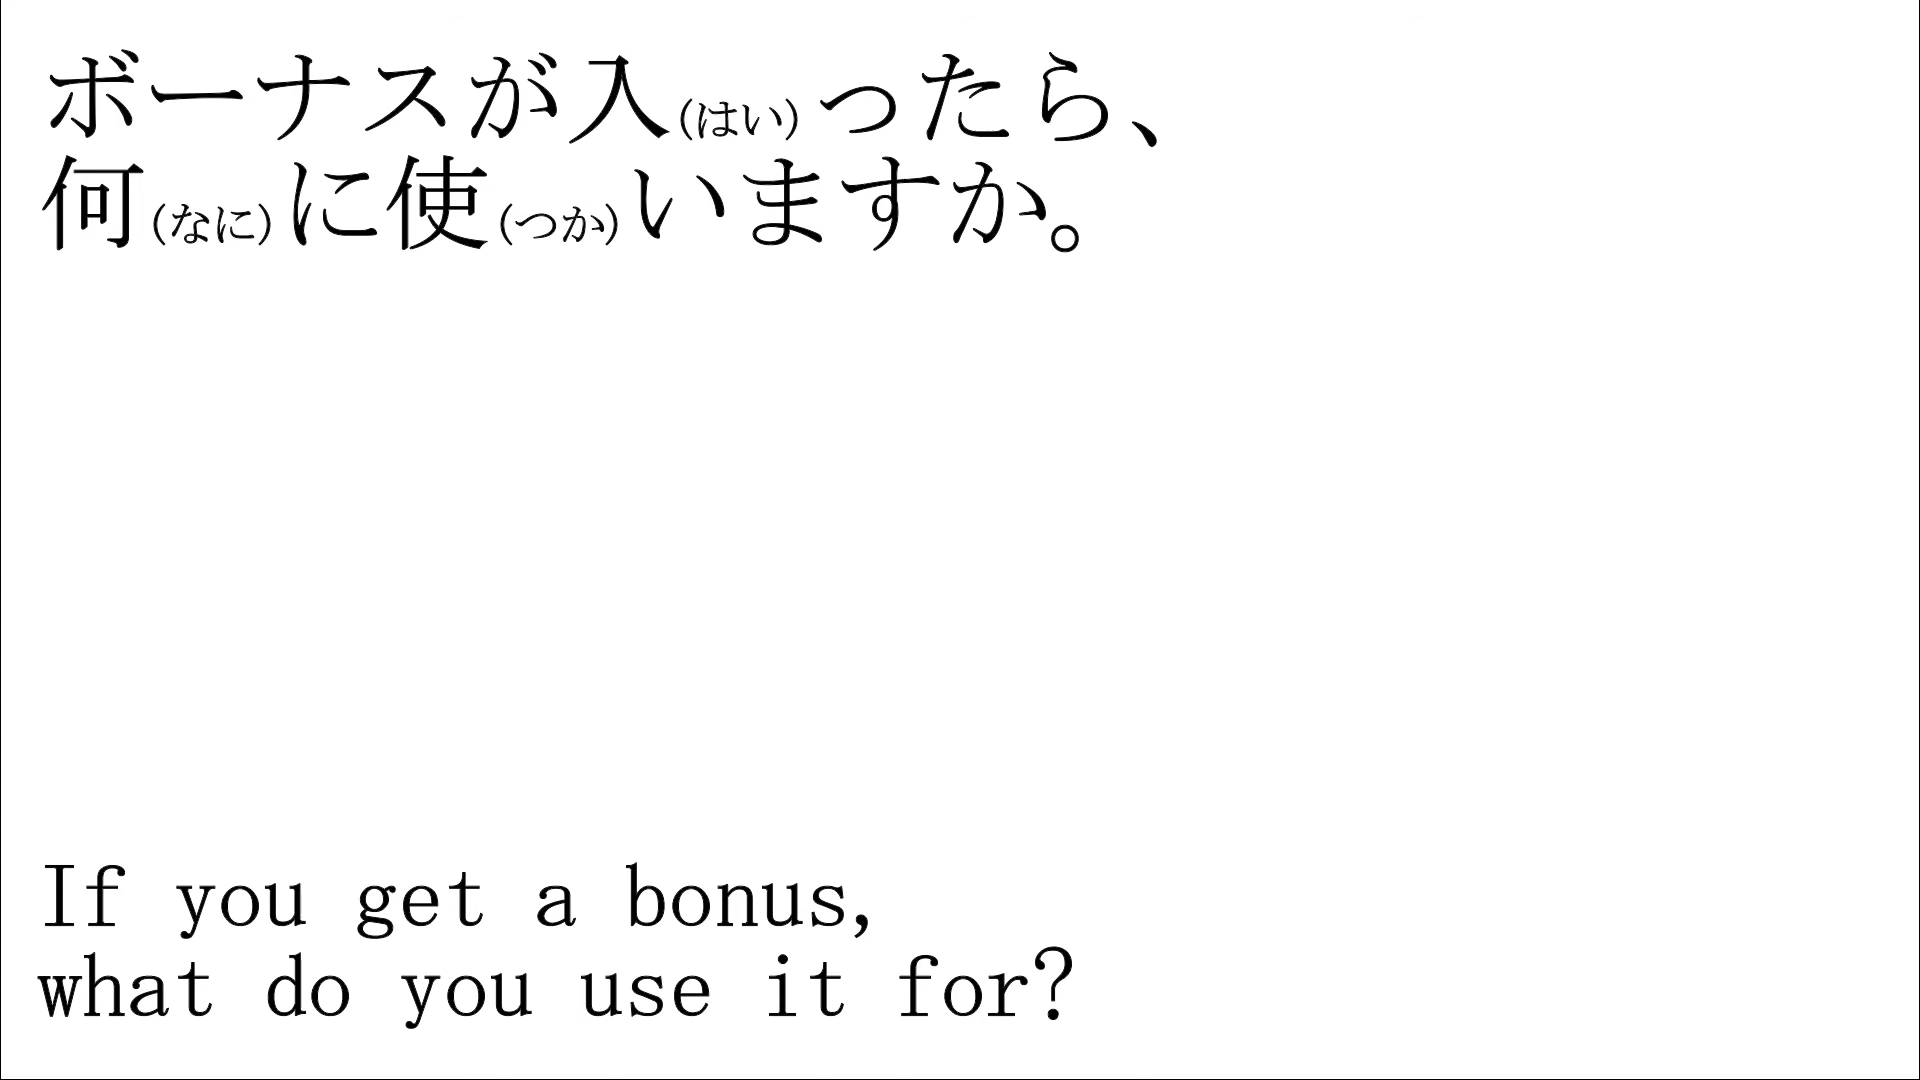 ボーナスが入(はい)ったら、
何(なに)に使(つか)いますか。
If you get a bonus,
what do you use it for?